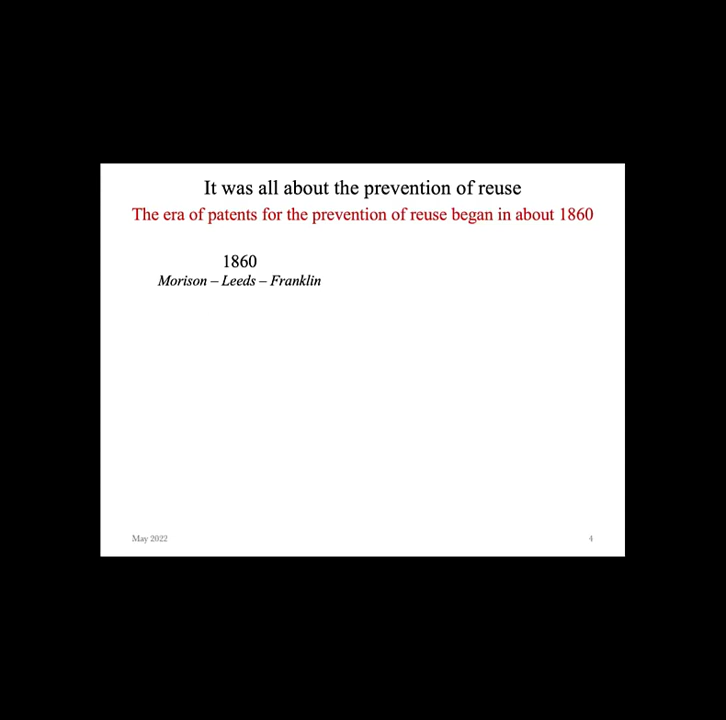 It was all about the prevention of reuse
The era of patents for the prevention of reuse began in about 1860
1860
Morison – Leeds – Franklin
May 2022
4